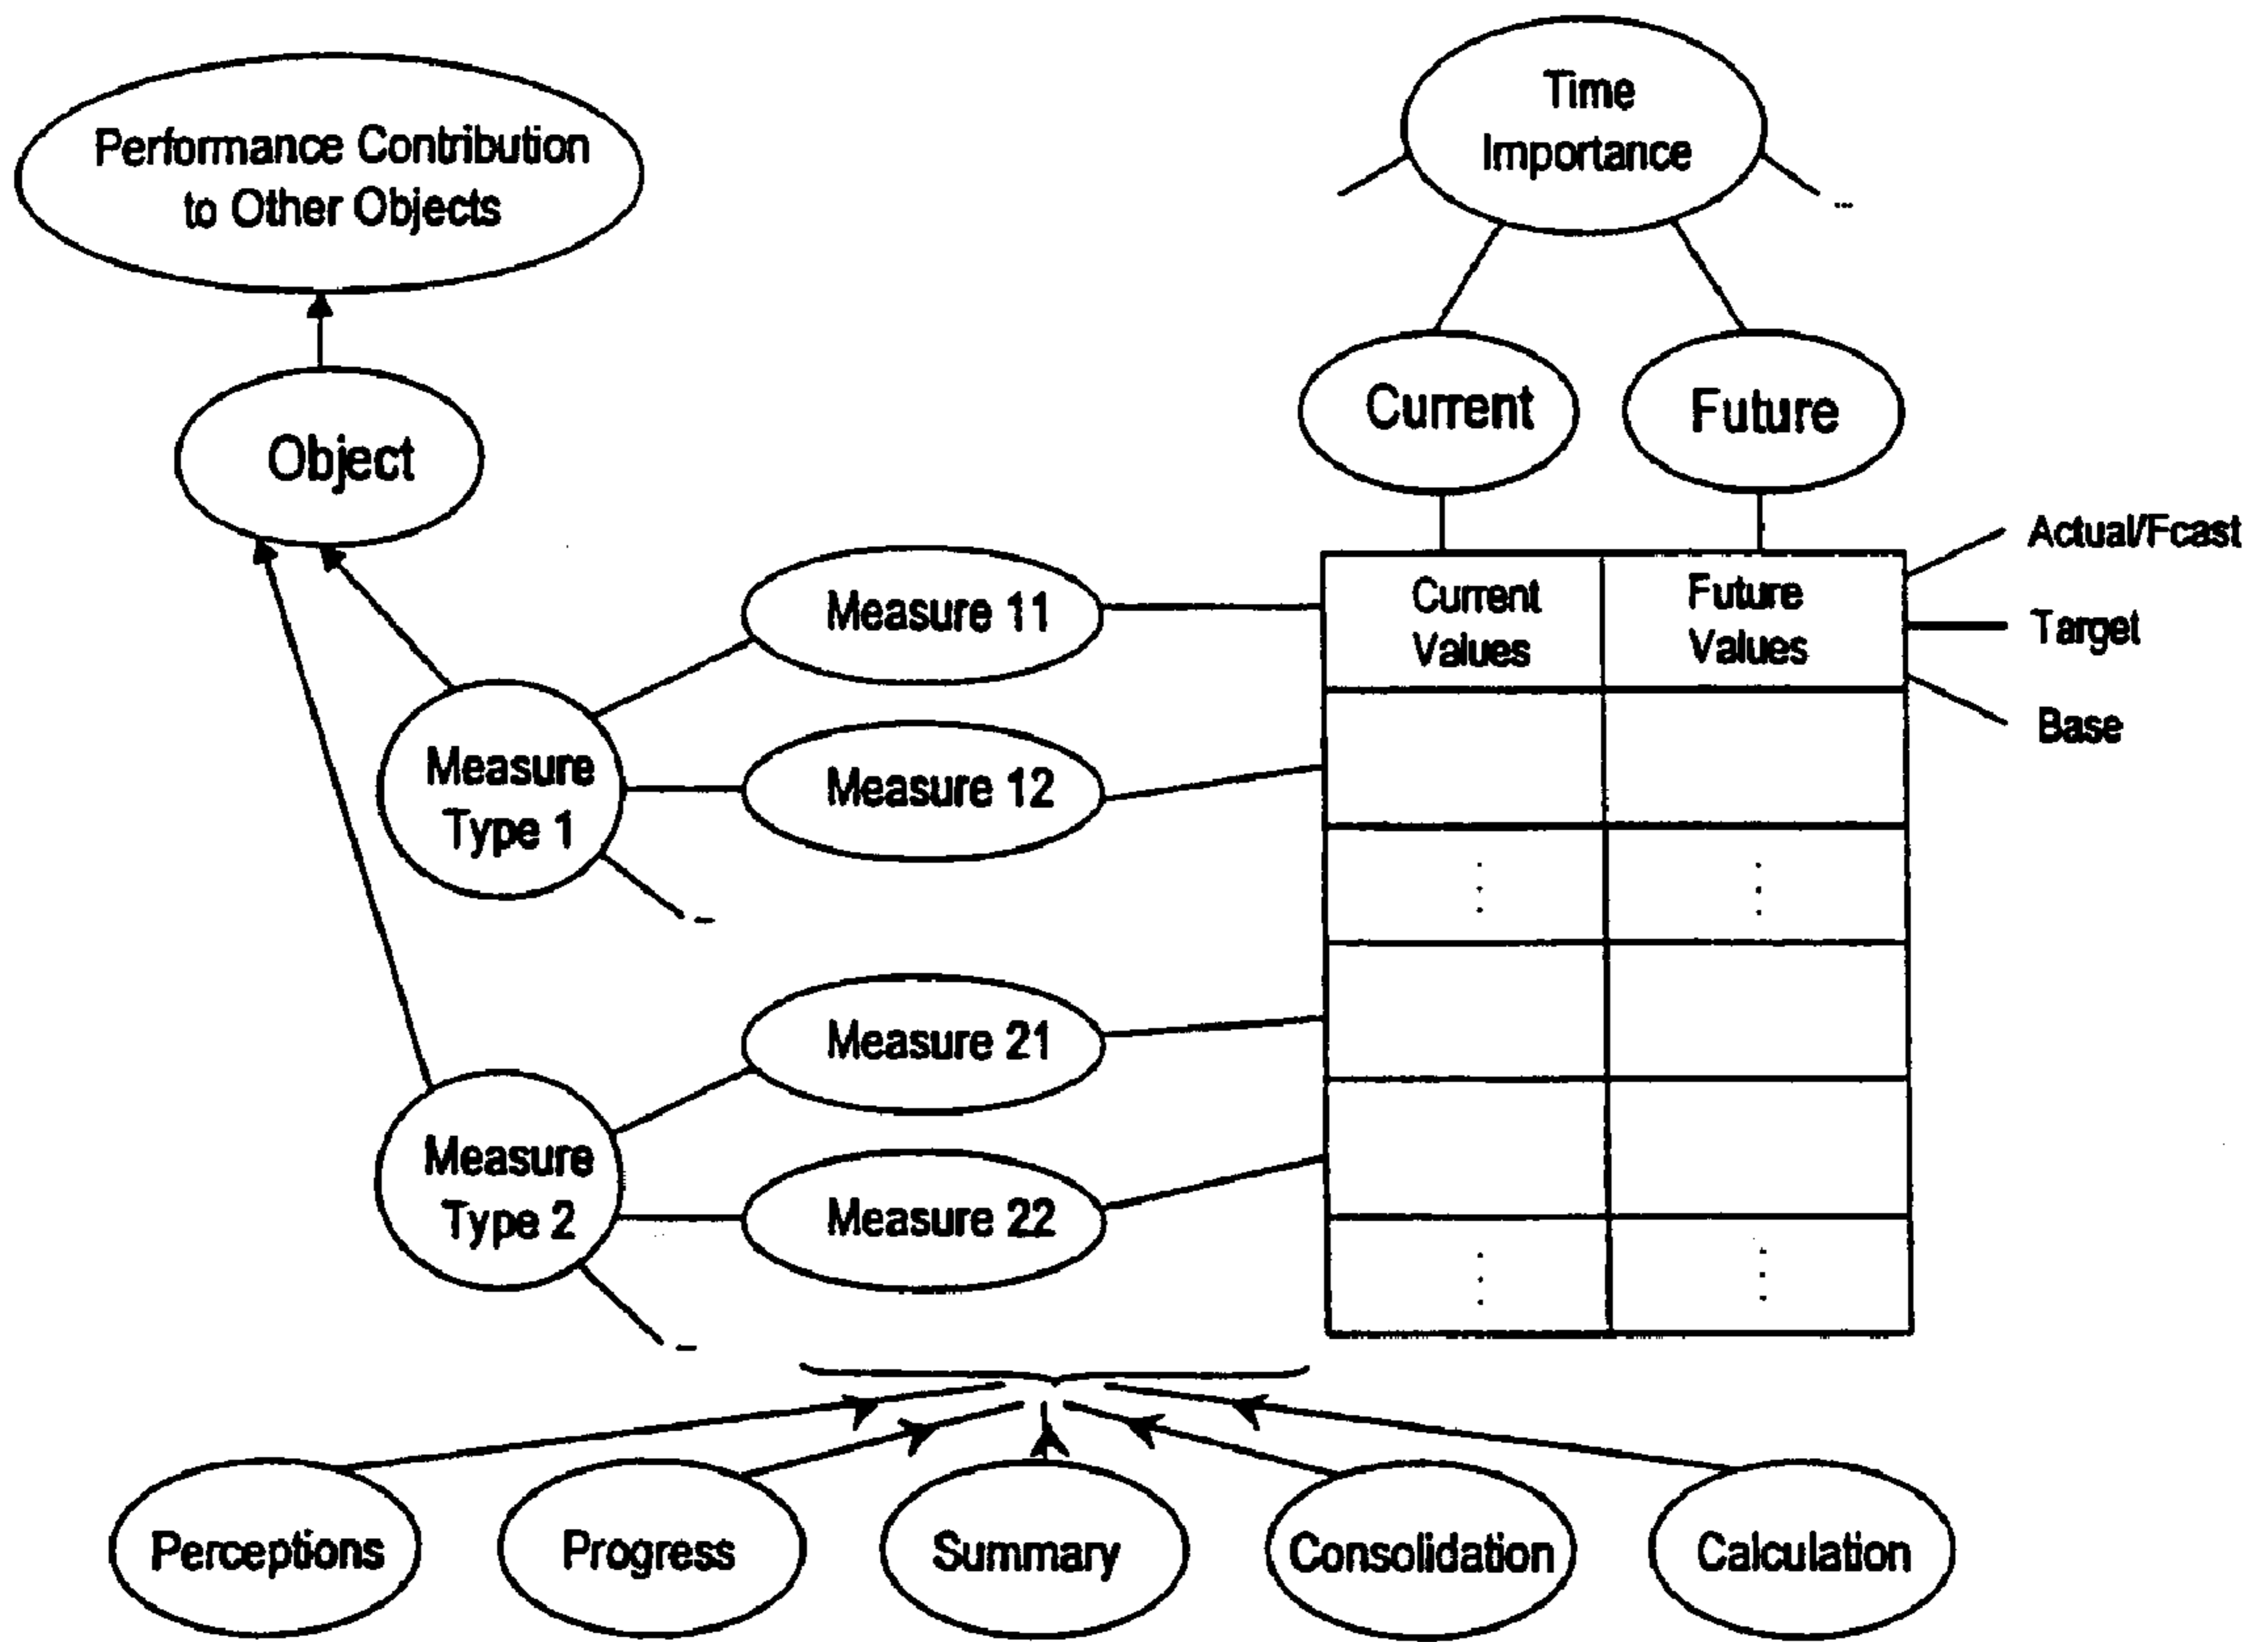 Performance Contribution
to Other Objects
Time
Importance
...
Object
Current
Future
Actual/Fcast
Target
Base
Current
Values
Future
Values
Measure 11
Measure
Type 1
Measure 12
...
Measure 21
Measure
Type 2
Measure 22
...
Perceptions
Progress
Summary
Consolidation
Calculation